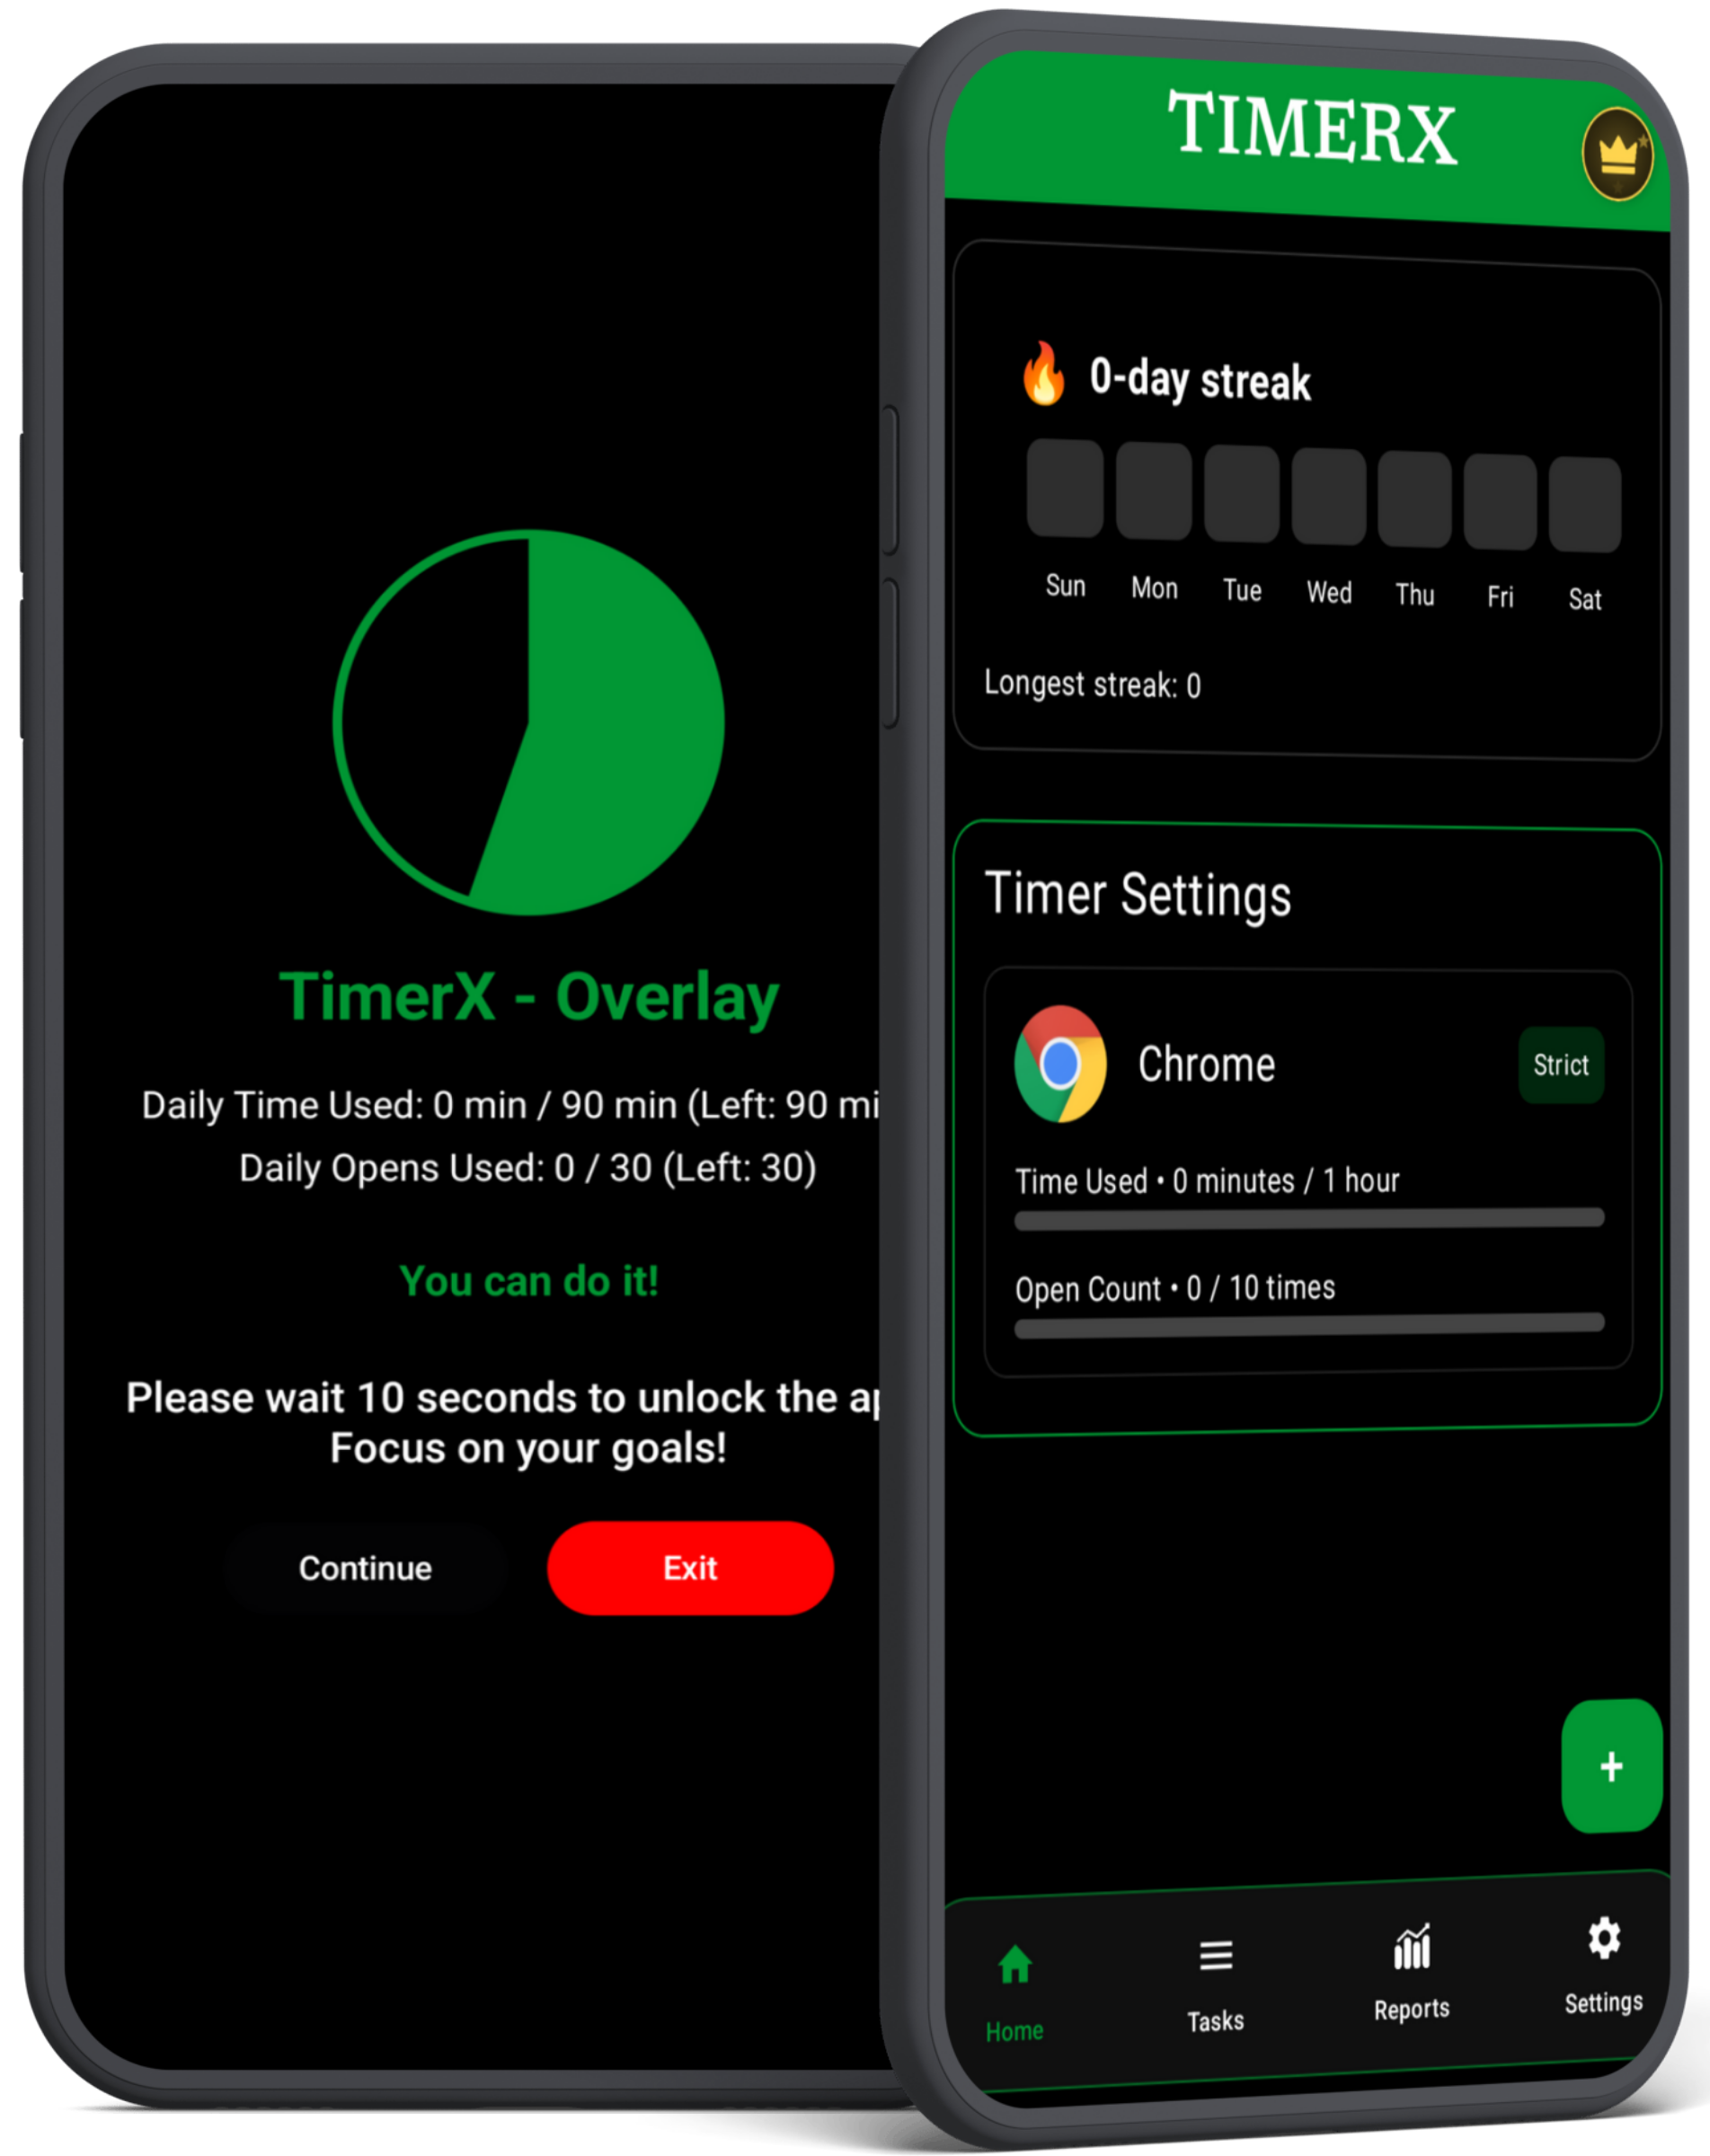 TimerX - Overlay
Daily Time Used: 0 min / 90 min (Left: 90
Daily Opens Used: 0 / 30 (Left: 30)
You can do it!
Please wait 10 seconds to unlock the
Focus on your goals!
Continue
Exit
TIMERX
0-day streak
Sun Mon Tue Wed Thu Fri Sat
Longest streak: 0
Timer Settings
Chrome
Strict
Time Used • 0 minutes / 1 hour
Open Count • 0 / 10 times
+
Home Tasks Reports Settings